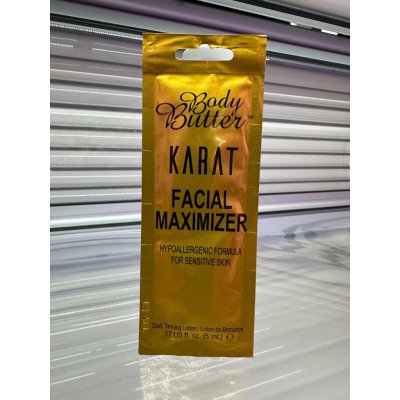 Body
Butter™
KARAT
FACIAL
MAXIMIZER
HYPOALLERGENIC FORMULA
FOR SENSITIVE SKIN
Dark Tanning Lotion / Lotion de Bronzage
.17 US fl. oz. (5 mL) ℮